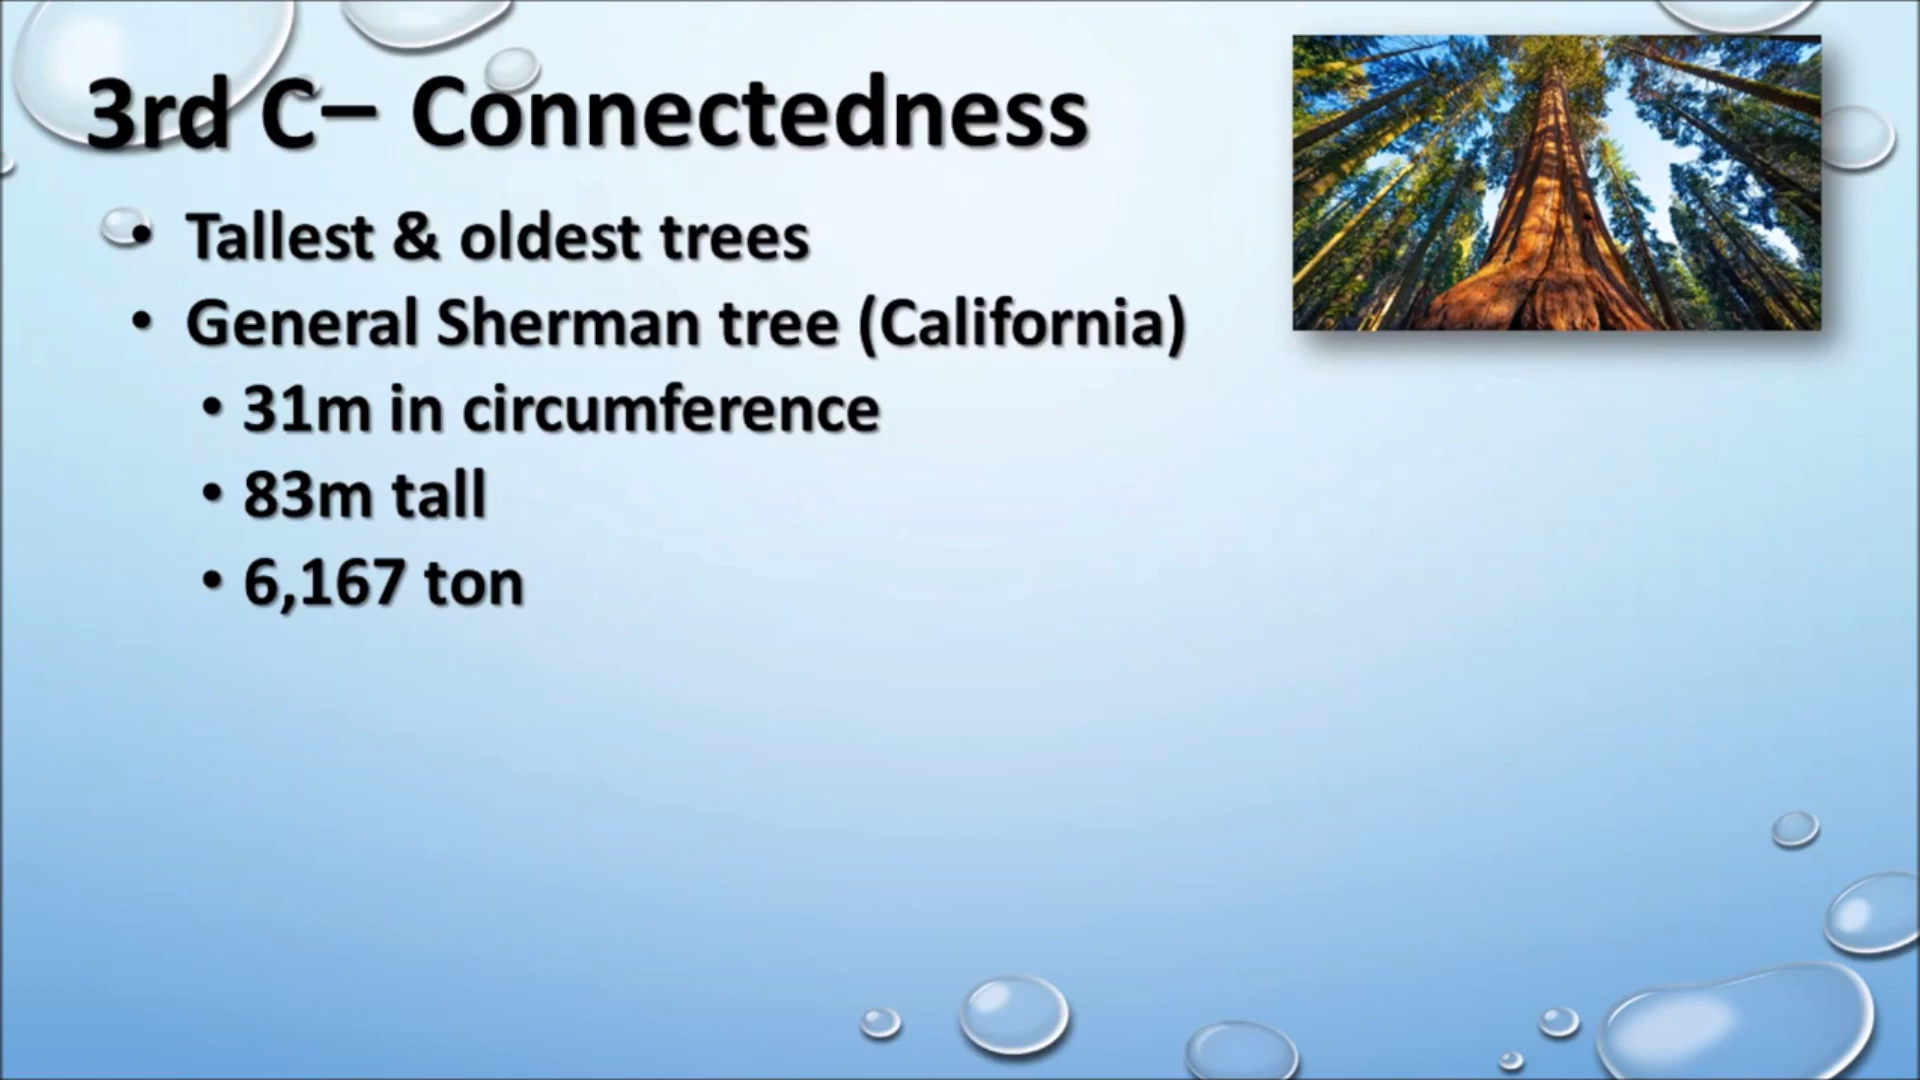 3rd C– Connectedness
• Tallest & oldest trees
• General Sherman tree (California)
• 31m in circumference
• 83m tall
• 6,167 ton